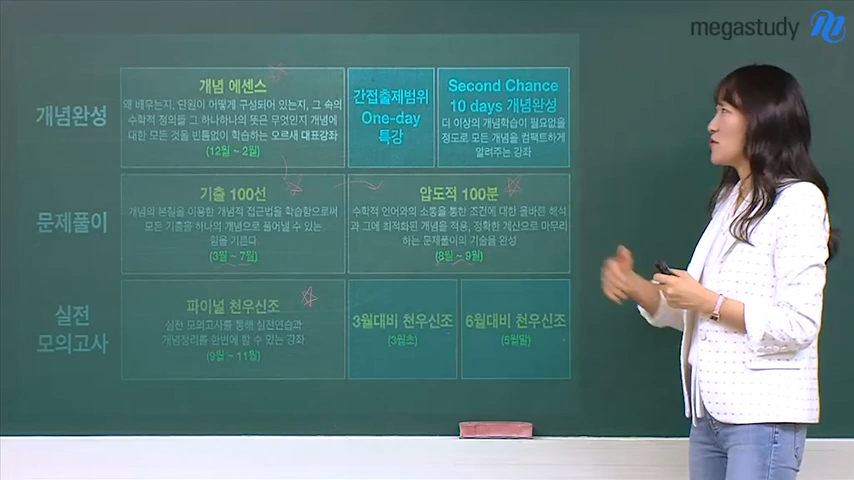 megastudy
개념완성
개념 에센스
왜 배우는지, 단원이 어떻게 구성되어 있는지, 그 속의
수학적 정의들 그 하나하나의 뜻은 무엇인지 개념에
대한 모든 것을 빈틈없이 학습하는 오르새 대표강좌
(12월 ~ 2월)
간접출제범위
One-day
특강
Second Chance
10 days 개념완성
더 이상의 개념학습이 필요없을
정도로 모든 개념을 컴팩트하게
알려주는 강좌
문제풀이
기출 100선
개념의 본질을 이용한 개념적 접근법을 학습함으로써
모든 기출을 하나의 개념으로 풀어낼 수 있는
힘을 기른다
(3월 ~ 7월)
압도적 100분
수학적 언어와의 소통을 통한 조건에 대한 올바른 해석
과 그에 최적화된 개념을 적용, 정확한 계산으로 마무리
하는 문제풀이의 기술을 완성
(8월 ~ 9월)
실전
모의고사
파이널 천우신조
실전 모의고사를 통해 실전연습과
개념정리를 한번에 할 수 있는 강좌
(9월 ~ 11월)
3월대비 천우신조
(3월초)
6월대비 천우신조
(5월말)